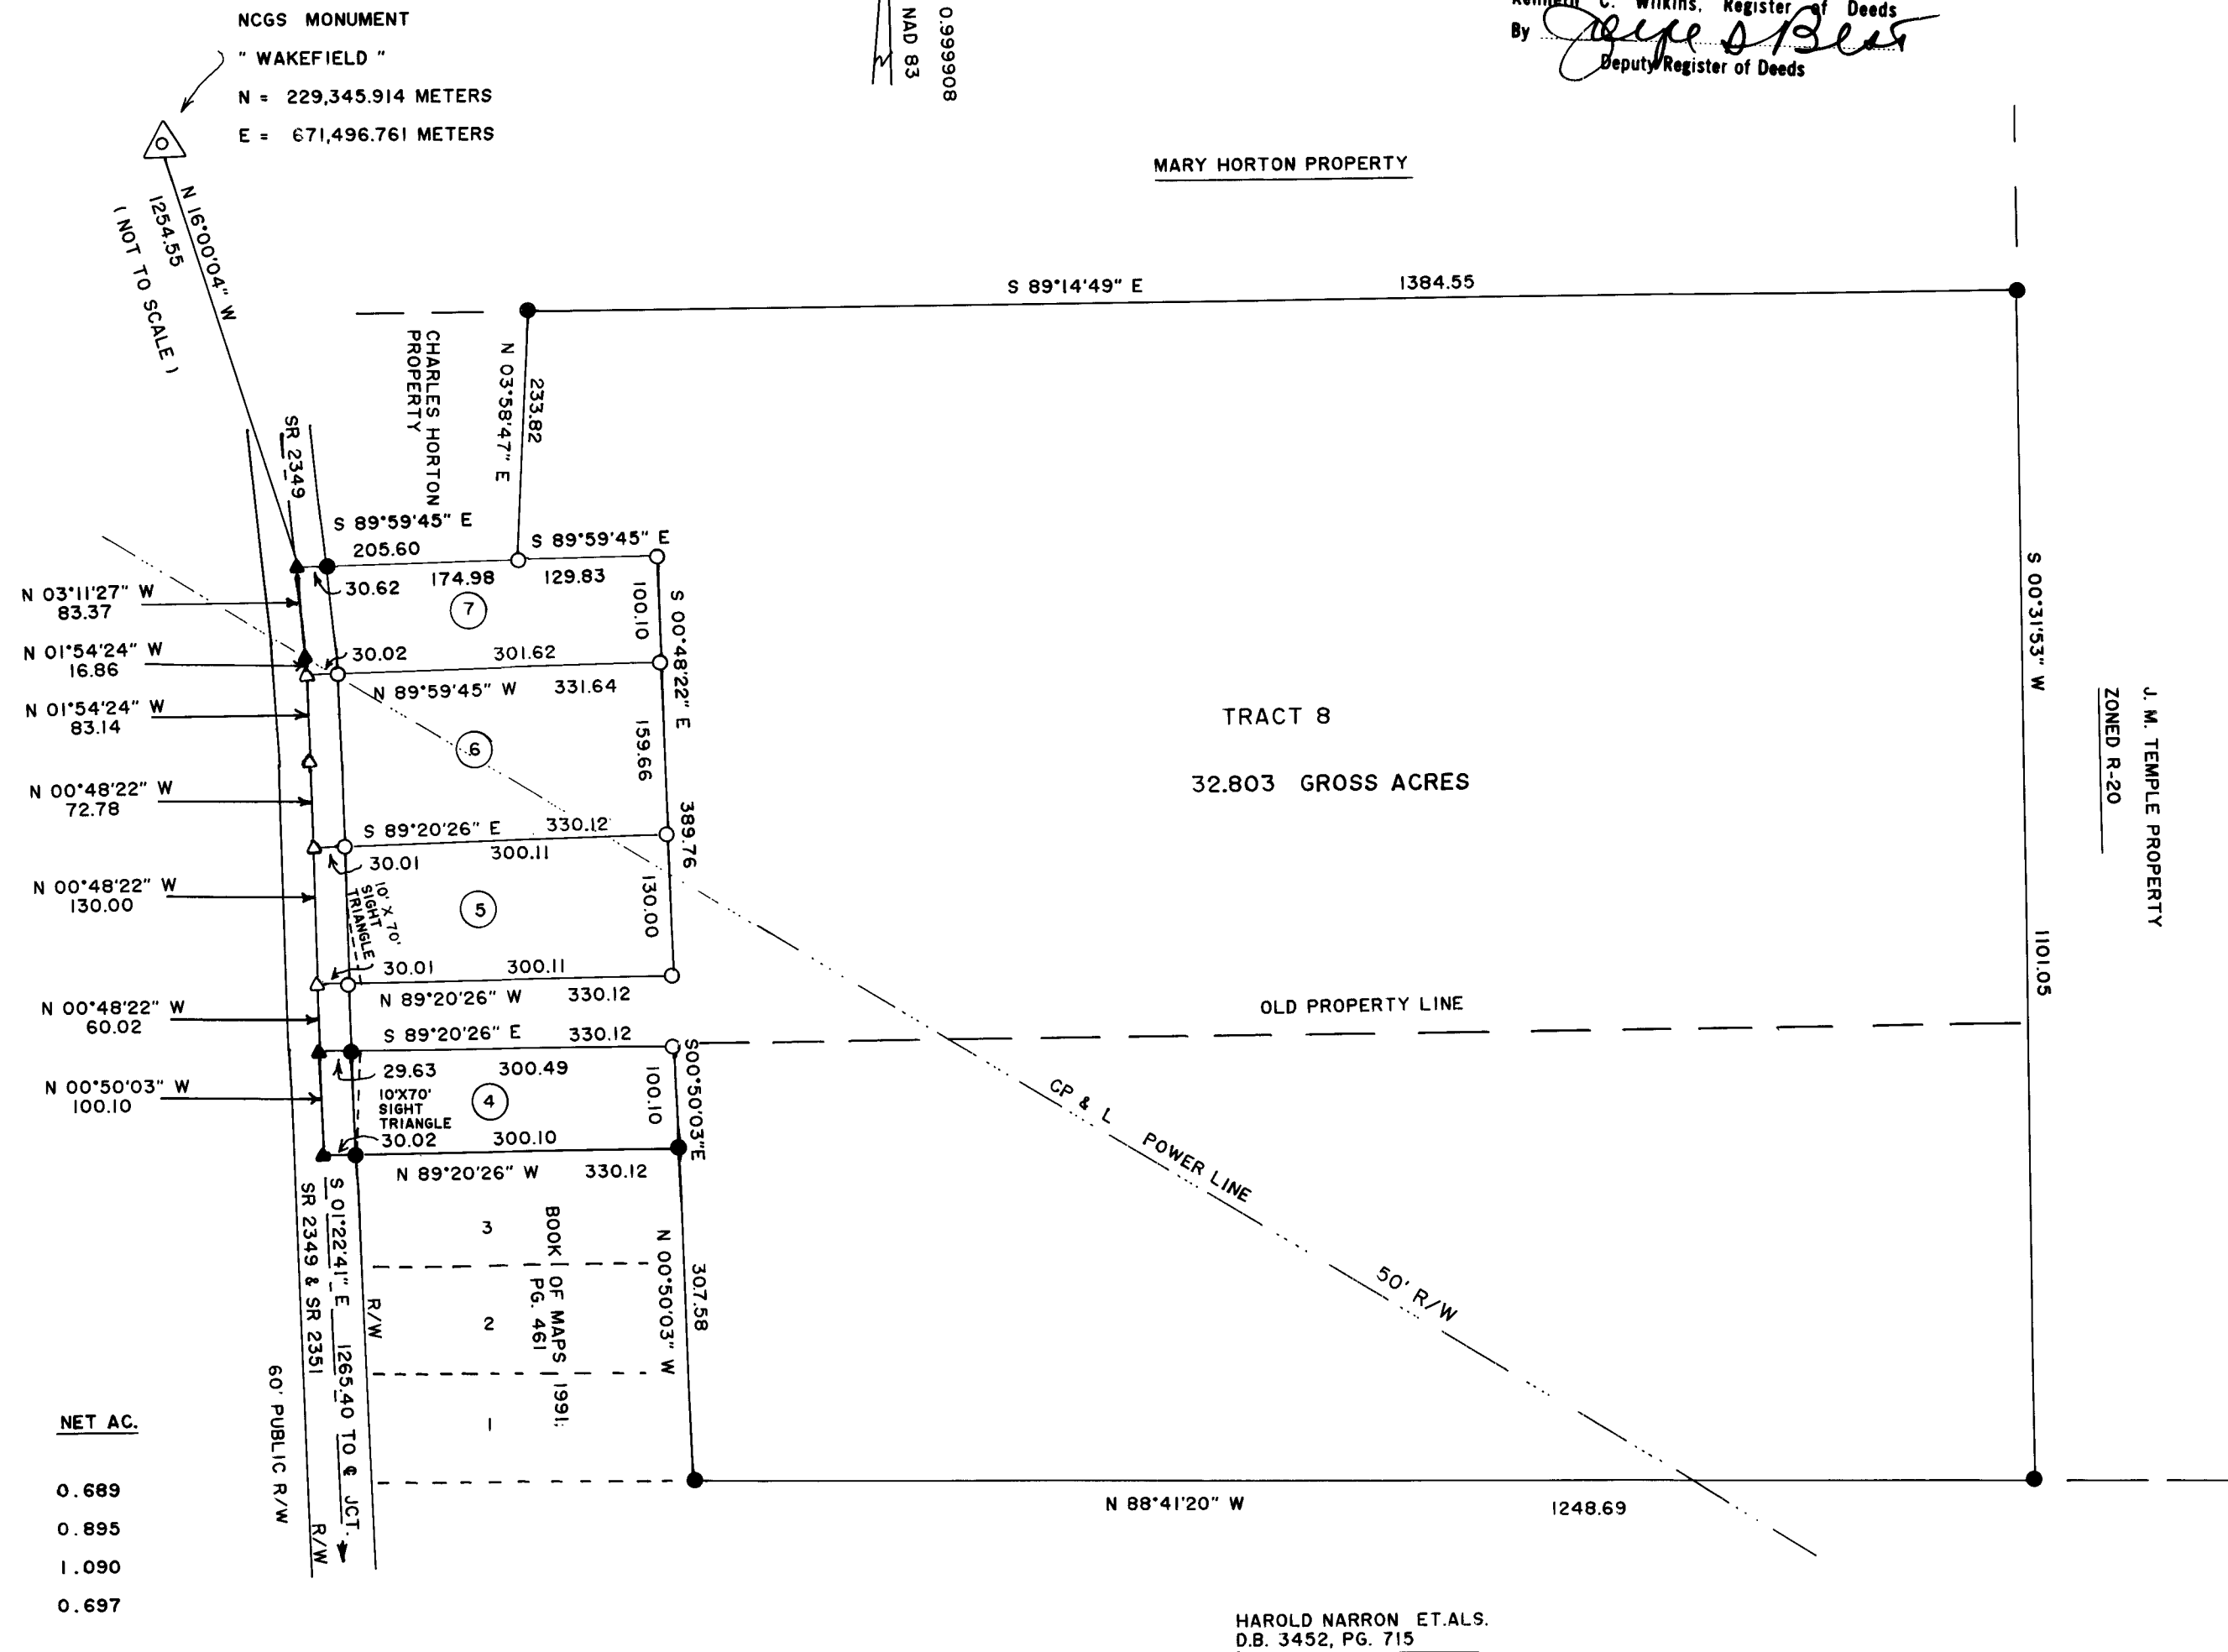 NCGS MONUMENT
" WAKEFIELD "
N = 229,345.914 METERS
E = 671,496.761 METERS
NAD 83
0.999908
Kenneth C. Wilkins, Register of Deeds
By
Deputy Register of Deeds
MARY HORTON PROPERTY
N 16°00'04" W
1254.55
( NOT TO SCALE )
S 89°14'49" E 1384.55
CHARLES HORTON
PROPERTY
N 03°58'47" E
233.82
SR 2349
S 89°59'45" E
205.60
S 89°59'45" E
174.98
129.83
30.62
7
100.10
S 00°48'22" E
389.76
N 03°11'27" W
83.37
N 01°54'24" W
16.86
30.02
301.62
N 89°59'45" W 331.64
N 01°54'24" W
83.14
6
159.66
N 00°48'22" W
72.78
S 89°20'26" E 330.12
30.01
300.11
N 00°48'22" W
130.00
10' X 70'
SIGHT
TRIANGLE
5
130.00
30.01
300.11
N 89°20'26" W 330.12
N 00°48'22" W
60.02
S 89°20'26" E 330.12
29.63
300.49
N 00°50'03" W
100.10
10'X70'
SIGHT
TRIANGLE
4
100.10
S00°50'03"E
30.02
300.10
N 89°20'26" W 330.12
TRACT 8
32.803 GROSS ACRES
S 00°31'53" W
1101.05
ZONED R-20
J. M. TEMPLE PROPERTY
OLD PROPERTY LINE
CP & L POWER LINE
50' R/W
3
2
1
BOOK OF MAPS 1991;
PG. 461
N 00°50'03" W
307.58
S 01°22'41" E 1265.40 TO ℄ JCT.
SR 2349 & SR 2351
R/W
60' PUBLIC R/W
R/W
N 88°41'20" W 1248.69
NET AC.
0.689
0.895
1.090
0.697
HAROLD NARRON ET.ALS.
D.B. 3452, PG. 715